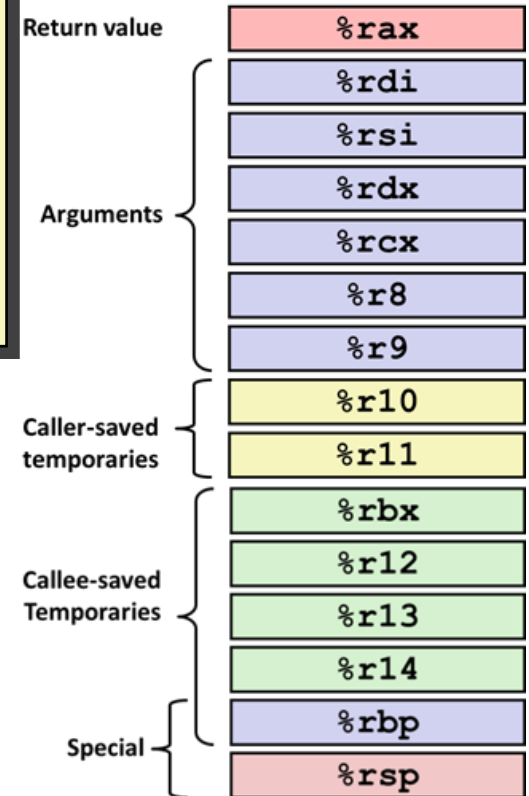 Return value
%rax
Arguments
%rdi
%rsi
%rdx
%rcx
%r8
%r9
Caller-saved
temporaries
%r10
%r11
Callee-saved
Temporaries
%rbx
%r12
%r13
%r14
%rbp
Special
%rsp